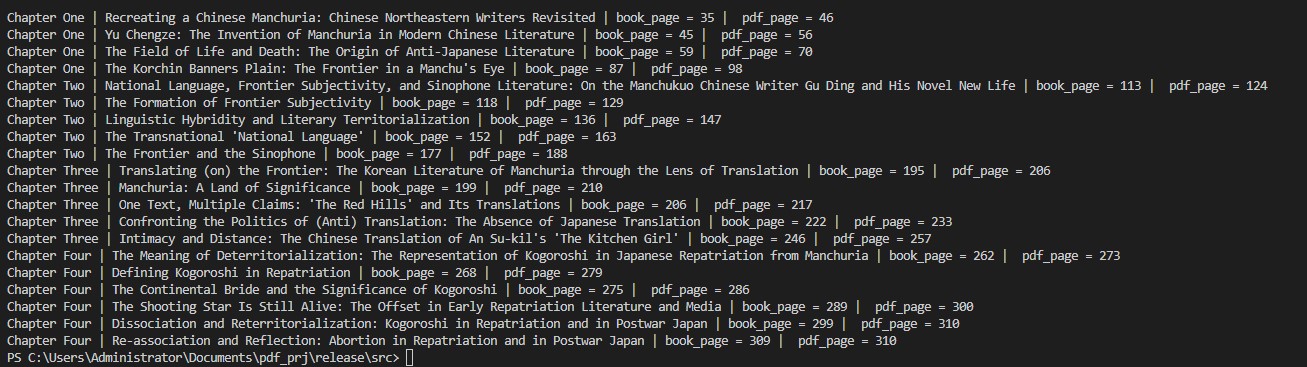 Chapter One | Recreating a Chinese Manchuria: Chinese Northeastern Writers Revisited | book_page = 35 |  pdf_page = 46
Chapter One | Yu Chengze: The Invention of Manchuria in Modern Chinese Literature | book_page = 45 |  pdf_page = 56
Chapter One | The Field of Life and Death: The Origin of Anti-Japanese Literature | book_page = 59 |  pdf_page = 70
Chapter One | The Korchin Banners Plain: The Frontier in a Manchu's Eye | book_page = 87 |  pdf_page = 98
Chapter Two | National Language, Frontier Subjectivity, and Sinophone Literature: On the Manchukuo Chinese Writer Gu Ding and His Novel New Life | book_page = 113 |  pdf_page = 124
Chapter Two | The Formation of Frontier Subjectivity | book_page = 118 |  pdf_page = 129
Chapter Two | Linguistic Hybridity and Literary Territorialization | book_page = 136 |  pdf_page = 147
Chapter Two | The Transnational 'National Language' | book_page = 152 |  pdf_page = 163
Chapter Two | The Frontier and the Sinophone | book_page = 177 |  pdf_page = 188
Chapter Three | Translating (on) the Frontier: The Korean Literature of Manchuria through the Lens of Translation | book_page = 195 |  pdf_page = 206
Chapter Three | Manchuria: A Land of Significance | book_page = 199 |  pdf_page = 210
Chapter Three | One Text, Multiple Claims: 'The Red Hills' and Its Translations | book_page = 206 |  pdf_page = 217
Chapter Three | Confronting the Politics of (Anti) Translation: The Absence of Japanese Translation | book_page = 222 |  pdf_page = 233
Chapter Three | Intimacy and Distance: The Chinese Translation of An Su-kil's 'The Kitchen Girl' | book_page = 246 |  pdf_page = 257
Chapter Four | The Meaning of Deterritorialization: The Representation of Kogoroshi in Japanese Repatriation from Manchuria | book_page = 262 |  pdf_page = 273
Chapter Four | Defining Kogoroshi in Repatriation | book_page = 268 |  pdf_page = 279
Chapter Four | The Continental Bride and the Significance of Kogoroshi | book_page = 275 |  pdf_page = 286
Chapter Four | The Shooting Star Is Still Alive: The Offset in Early Repatriation Literature and Media | book_page = 289 |  pdf_page = 300
Chapter Four | Dissociation and Reterritorialization: Kogoroshi in Repatriation and in Postwar Japan | book_page = 299 |  pdf_page = 310
Chapter Four | Re-association and Reflection: Abortion in Repatriation and in Postwar Japan | book_page = 309 |  pdf_page = 310
PS C:\Users\Administrator\Documents\pdf_prj\release\src>